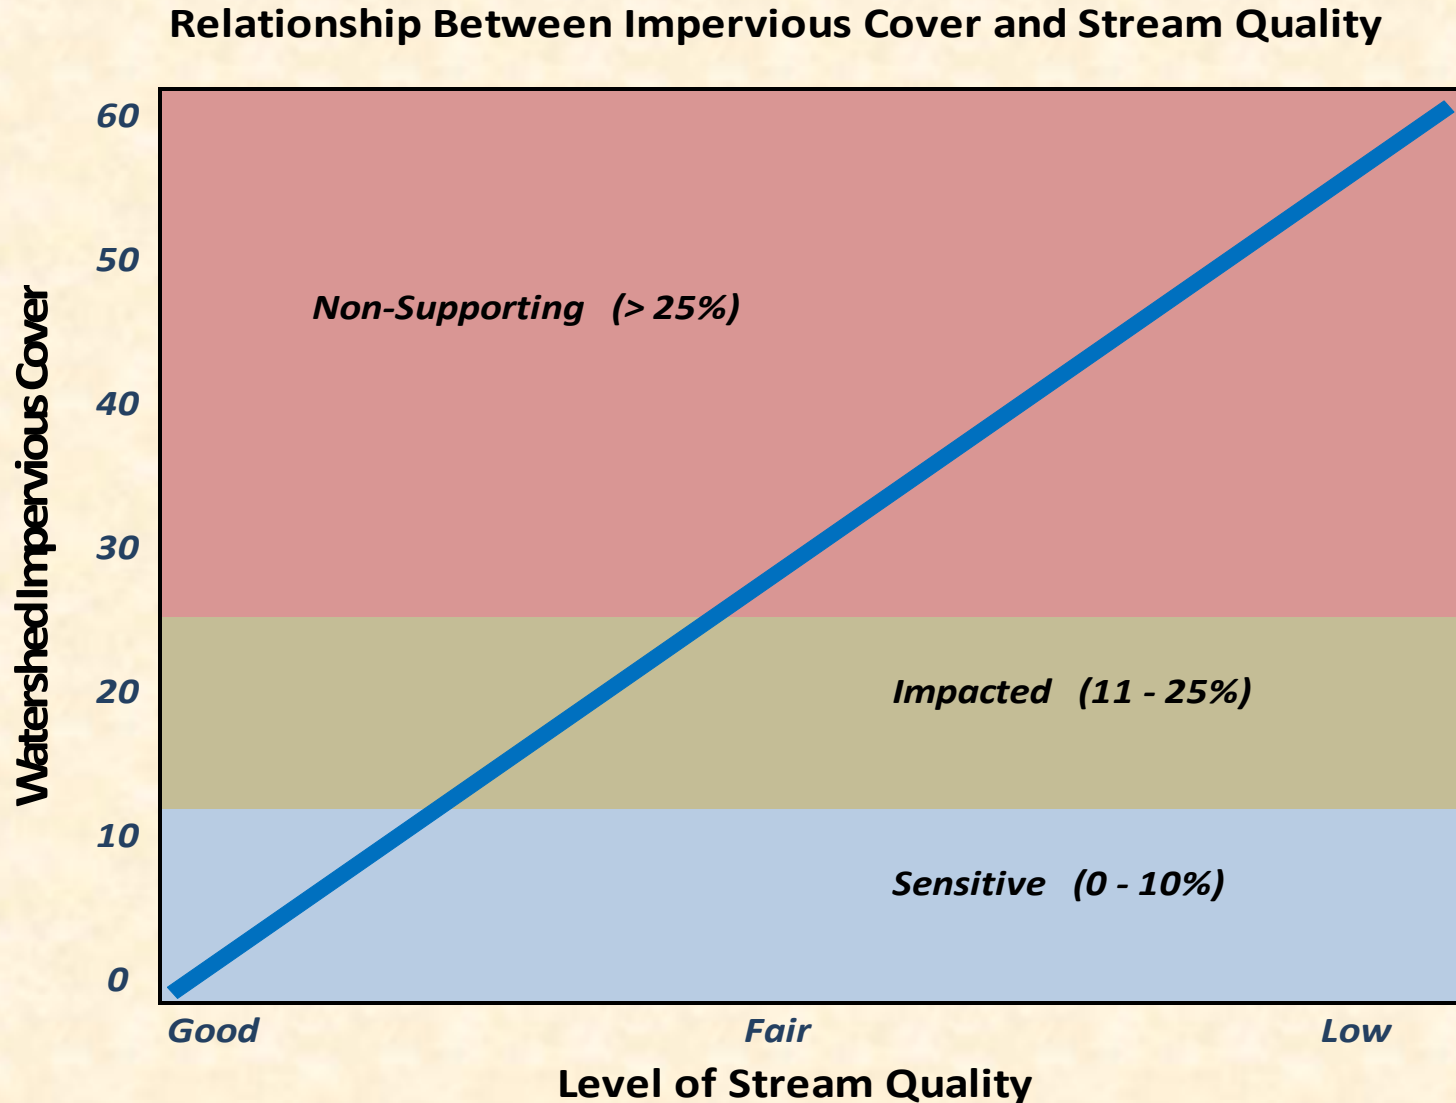 Relationship Between Impervious Cover and Stream Quality
Watershed Impervious Cover
60
50
Non-Supporting (> 25%)
40
30
20
Impacted (11 - 25%)
10
Sensitive (0 - 10%)
0
Good Fair Low
Level of Stream Quality